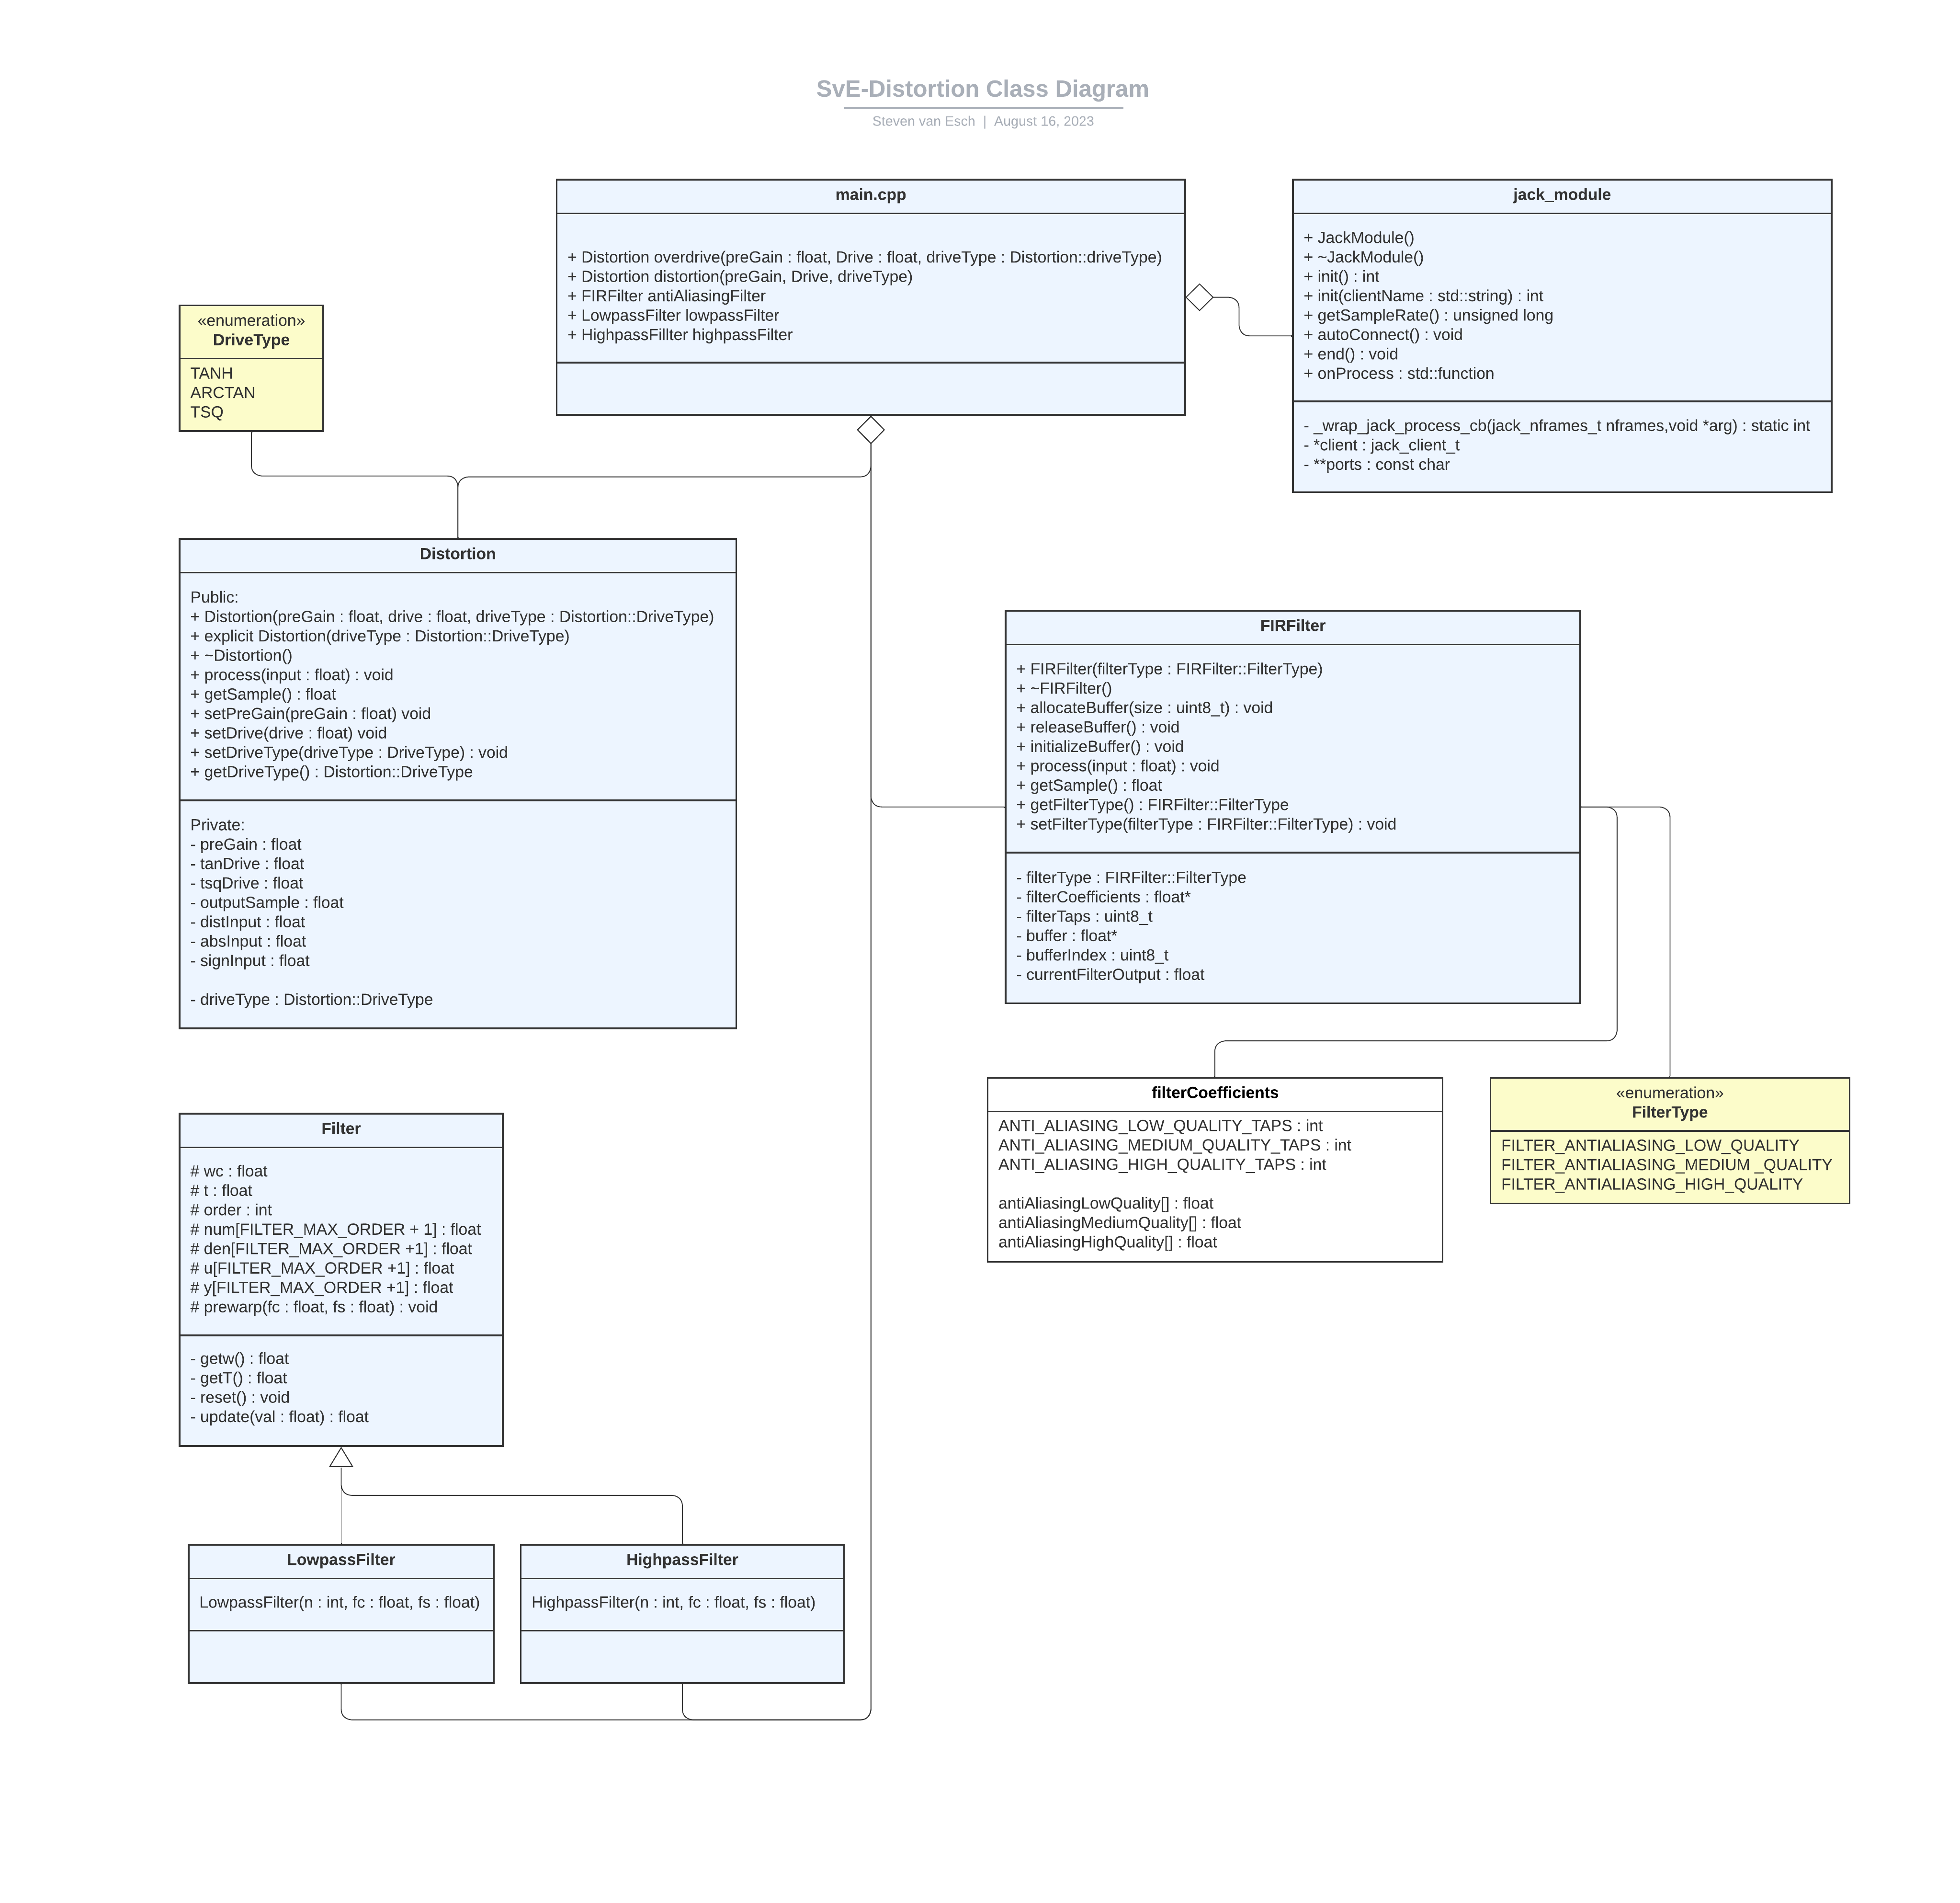 SvE-Distortion Class Diagram
Steven van Esch | August 16, 2023
main.cpp
+ Distortion overdrive(preGain : float, Drive : float, driveType : Distortion::driveType)
+ Distortion distortion(preGain, Drive, driveType)
+ FIRFilter antiAliasingFilter
+ LowpassFilter lowpassFilter
+ HighpassFillter highpassFilter
jack_module
+ JackModule()
+ ~JackModule()
+ init() : int
+ init(clientName : std::string) : int
+ getSampleRate() : unsigned long
+ autoConnect() : void
+ end() : void
+ onProcess : std::function
- _wrap_jack_process_cb(jack_nframes_t nframes,void *arg) : static int
- *client : jack_client_t
- **ports : const char
«enumeration»
DriveType
TANH
ARCTAN
TSQ
Distortion
Public:
+ Distortion(preGain : float, drive : float, driveType : Distortion::DriveType)
+ explicit Distortion(driveType : Distortion::DriveType)
+ ~Distortion()
+ process(input : float) : void
+ getSample() : float
+ setPreGain(preGain : float) void
+ setDrive(drive : float) void
+ setDriveType(driveType : DriveType) : void
+ getDriveType() : Distortion::DriveType
Private:
- preGain : float
- tanDrive : float
- tsqDrive : float
- outputSample : float
- distInput : float
- absInput : float
- signInput : float
- driveType : Distortion::DriveType
FIRFilter
+ FIRFilter(filterType : FIRFilter::FilterType)
+ ~FIRFilter()
+ allocateBuffer(size : uint8_t) : void
+ releaseBuffer() : void
+ initializeBuffer() : void
+ process(input : float) : void
+ getSample() : float
+ getFilterType() : FIRFilter::FilterType
+ setFilterType(filterType : FIRFilter::FilterType) : void
- filterType : FIRFilter::FilterType
- filterCoefficients : float*
- filterTaps : uint8_t
- buffer : float*
- bufferIndex : uint8_t
- currentFilterOutput : float
filterCoefficients
ANTI_ALIASING_LOW_QUALITY_TAPS : int
ANTI_ALIASING_MEDIUM_QUALITY_TAPS : int
ANTI_ALIASING_HIGH_QUALITY_TAPS : int
antiAliasingLowQuality[] : float
antiAliasingMediumQuality[] : float
antiAliasingHighQuality[] : float
«enumeration»
FilterType
FILTER_ANTIALIASING_LOW_QUALITY
FILTER_ANTIALIASING_MEDIUM _QUALITY
FILTER_ANTIALIASING_HIGH_QUALITY
Filter
# wc : float
# t : float
# order : int
# num[FILTER_MAX_ORDER + 1] : float
# den[FILTER_MAX_ORDER +1] : float
# u[FILTER_MAX_ORDER +1] : float
# y[FILTER_MAX_ORDER +1] : float
# prewarp(fc : float, fs : float) : void
- getw() : float
- getT() : float
- reset() : void
- update(val : float) : float
LowpassFilter
LowpassFilter(n : int, fc : float, fs : float)
HighpassFilter
HighpassFilter(n : int, fc : float, fs : float)